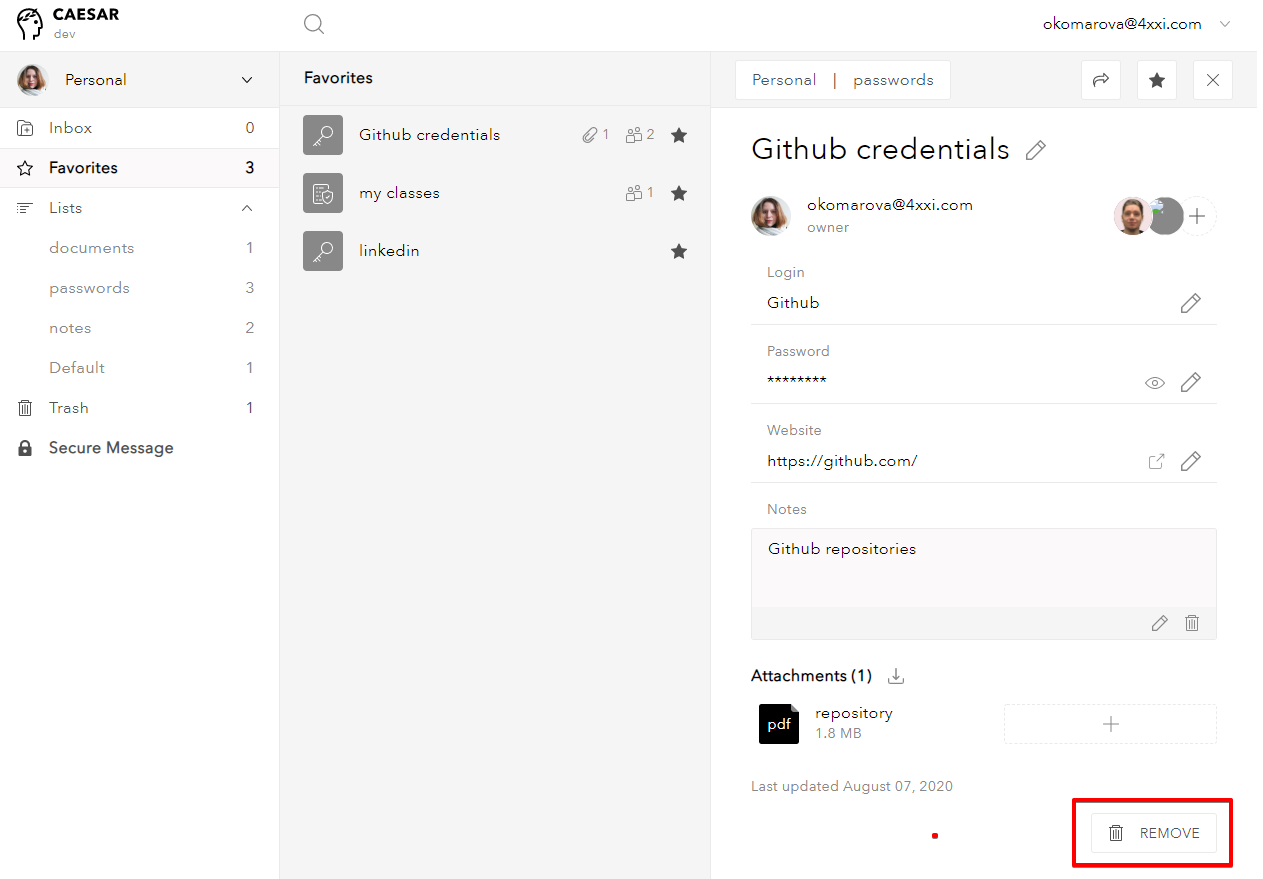 CAESAR
dev
okomarova@4xxi.com
Personal
Inbox 0
Favorites 3
Lists
documents 1
passwords 3
notes 2
Default 1
Trash 1
Secure Message
Favorites
Github credentials 1 2
my classes 1
linkedin
Personal | passwords
Github credentials
okomarova@4xxi.com
owner
Login
Github
Password
********
Website
https://github.com/
Notes
Github repositories
Attachments (1)
pdf
repository
1.8 MB
Last updated August 07, 2020
REMOVE